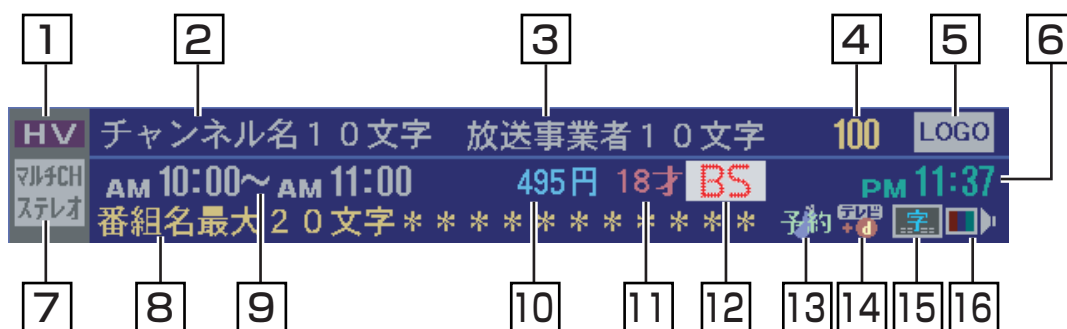 1 2 3 4 5 6
HV チャンネル名10文字 放送事業者10文字 100 LOGO
マルチCH
ステレオ
AM 10:00～AM 11:00 495円 18才 BS PM 11:37
番組名最大20文字********** 予約 テレビ+d 字
7 8 9 10 11 12 13 14 15 16